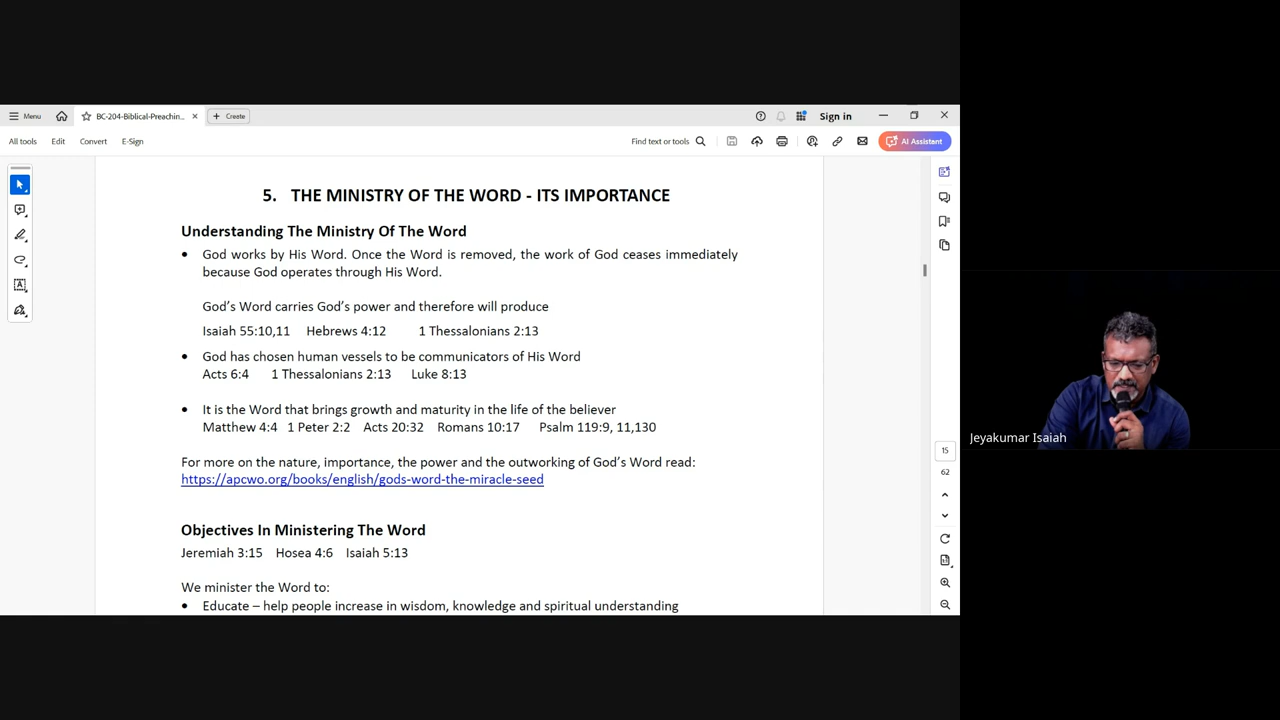 Menu
BC-204-Biblical-Preachin...
Create
Sign in
All tools
Edit
Convert
E-Sign
Find text or tools
AI Assistant
5. THE MINISTRY OF THE WORD - ITS IMPORTANCE
Understanding The Ministry Of The Word
• God works by His Word. Once the Word is removed, the work of God ceases immediately
because God operates through His Word.
God’s Word carries God’s power and therefore will produce
Isaiah 55:10,11 Hebrews 4:12 1 Thessalonians 2:13
• God has chosen human vessels to be communicators of His Word
Acts 6:4 1 Thessalonians 2:13 Luke 8:13
• It is the Word that brings growth and maturity in the life of the believer
Matthew 4:4 1 Peter 2:2 Acts 20:32 Romans 10:17 Psalm 119:9, 11,130
For more on the nature, importance, the power and the outworking of God’s Word read:
https://apcwo.org/books/english/gods-word-the-miracle-seed
Objectives In Ministering The Word
Jeremiah 3:15 Hosea 4:6 Isaiah 5:13
We minister the Word to:
• Educate – help people increase in wisdom, knowledge and spiritual understanding
15
62
Jeyakumar Isaiah